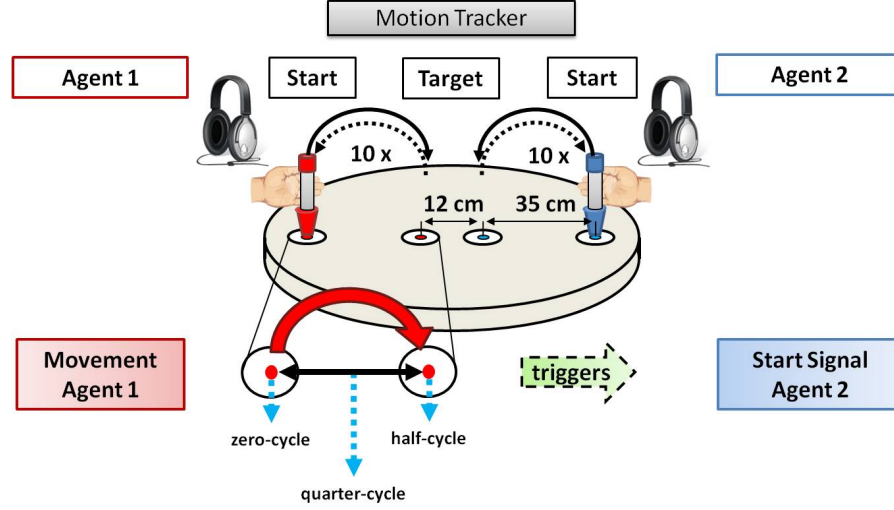 Motion Tracker
Agent 1
Start
Target
Start
Agent 2
10 x
10 x
12 cm
35 cm
Movement
Agent 1
triggers
Start Signal
Agent 2
zero-cycle
half-cycle
quarter-cycle